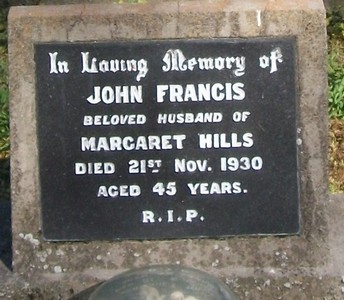 In Loving Memory of
JOHN FRANCIS
BELOVED HUSBAND OF
MARGARET HILLS
DIED 21ST NOV. 1930
AGED 45 YEARS.
R.I.P.